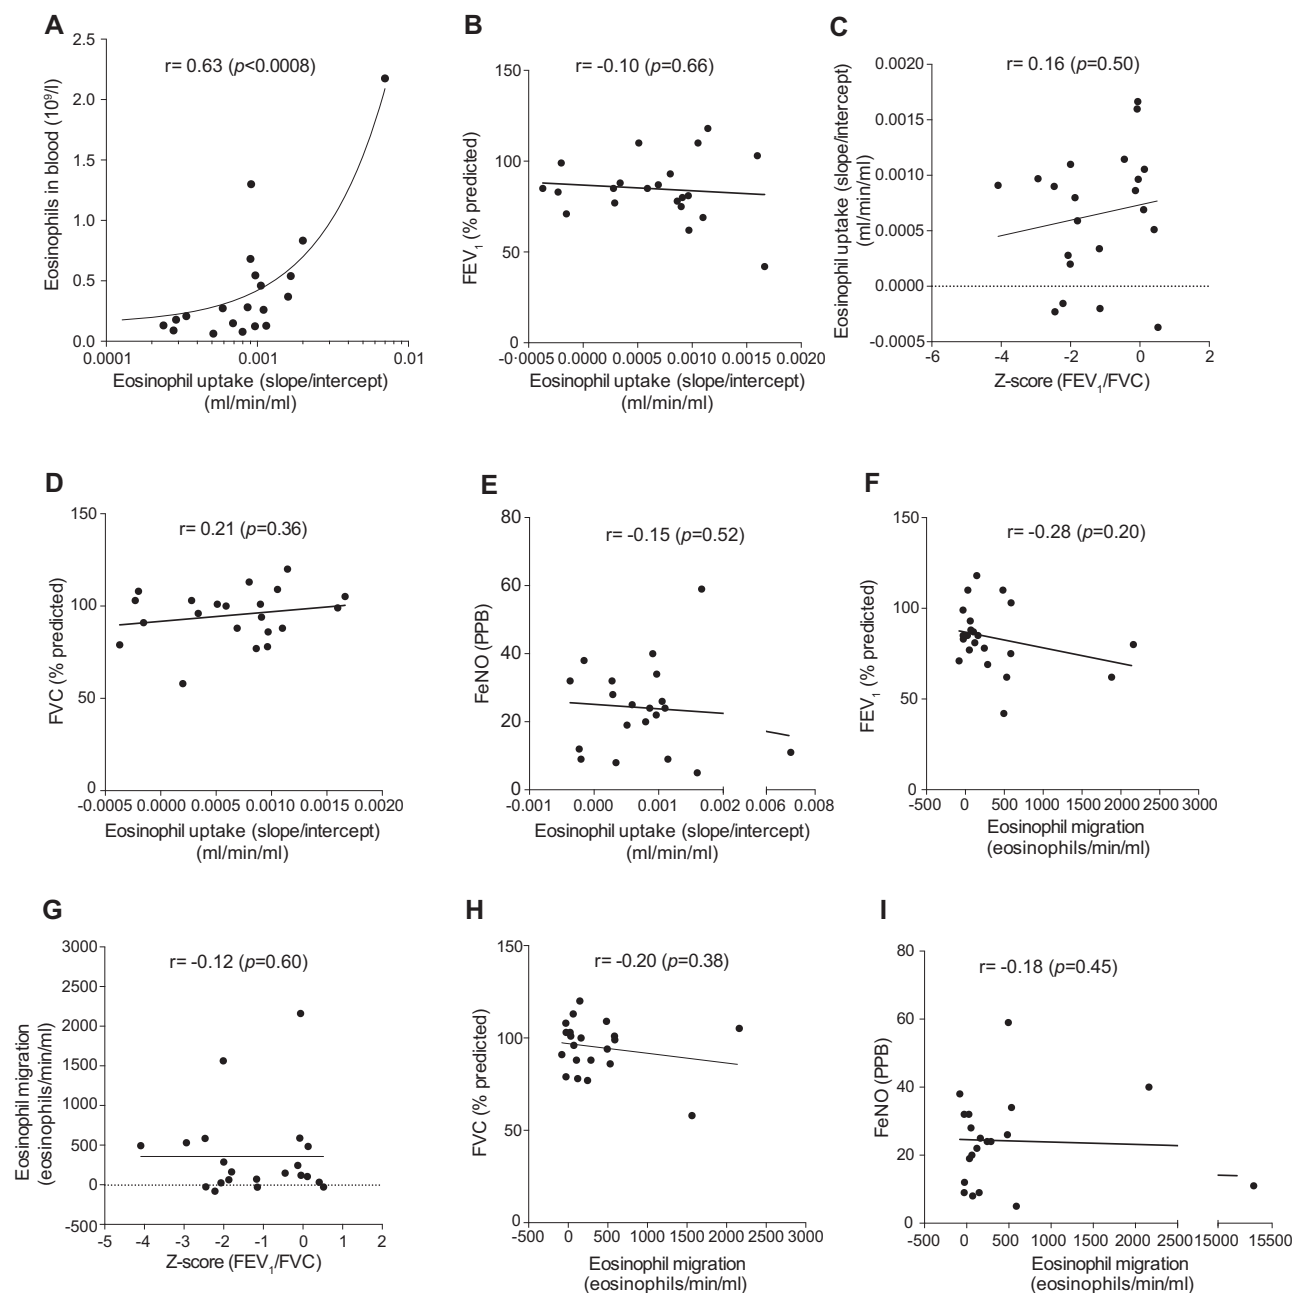 A
r= 0.63 (p<0.0008)
Eosinophils in blood (10⁹/l)
2.5
2.0
1.5
1.0
0.5
0.0
0.0001 0.001 0.01
Eosinophil uptake (slope/intercept)
(ml/min/ml)
B
r= -0.10 (p=0.66)
FEV₁ (% predicted)
150
100
50
0
-0.0005 0.0000 0.0005 0.0010 0.0015 0.0020
Eosinophil uptake (slope/intercept)
(ml/min/ml)
C
r= 0.16 (p=0.50)
Eosinophil uptake (slope/intercept)
(ml/min/ml)
0.0020
0.0015
0.0010
0.0005
0.0000
-0.0005
-6 -4 -2 0 2
Z-score (FEV₁/FVC)
D
r= 0.21 (p=0.36)
FVC (% predicted)
150
100
50
0
-0.0005 0.0000 0.0005 0.0010 0.0015 0.0020
Eosinophil uptake (slope/intercept)
(ml/min/ml)
E
r= -0.15 (p=0.52)
FeNO (PPB)
80
60
40
20
0
-0.001 0.000 0.001 0.002 0.006 0.008
Eosinophil uptake (slope/intercept)
(ml/min/ml)
F
r= -0.28 (p=0.20)
FEV₁ (% predicted)
150
100
50
0
-500 0 500 1000 1500 2000 2500 3000
Eosinophil migration
(eosinophils/min/ml)
G
r= -0.12 (p=0.60)
Eosinophil migration
(eosinophils/min/ml)
3000
2500
2000
1500
1000
500
0
-500
-5 -4 -3 -2 -1 0 1 2
Z-score (FEV₁/FVC)
H
r= -0.20 (p=0.38)
FVC (% predicted)
150
100
50
0
-500 0 500 1000 1500 2000 2500 3000
Eosinophil migration
(eosinophils/min/ml)
I
r= -0.18 (p=0.45)
FeNO (PPB)
80
60
40
20
0
-500 0 500 1000 1500 2000 2500 15000 15500
Eosinophil migration
(eosinophils/min/ml)